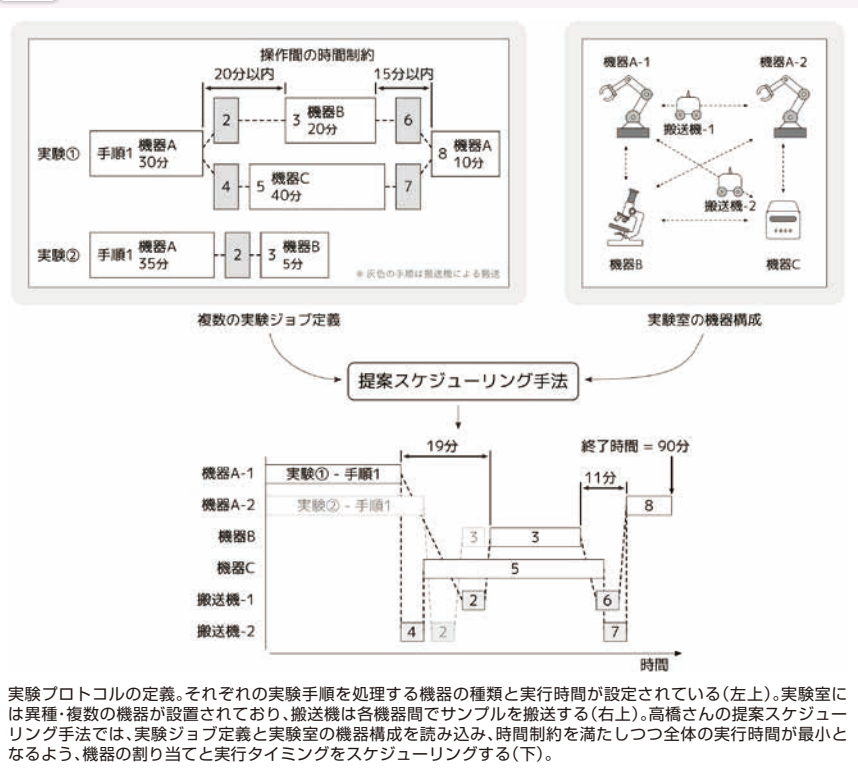 操作間の時間制約
20分以内
15分以内
実験①
手順1 機器A
30分
2
3 機器B
20分
6
8 機器A
10分
4
5 機器C
40分
7
実験②
手順1 機器A
35分
2
3 機器B
5分
※灰色の手順は搬送機による搬送
複数の実験ジョブ定義
機器A-1
機器A-2
搬送機-1
搬送機-2
機器B
機器C
実験室の機器構成
提案スケジューリング手法
19分
終了時間 = 90分
11分
機器A-1
実験① - 手順1
機器A-2
実験② - 手順1
8
機器B
3
3
機器C
5
搬送機-1
2
6
搬送機-2
4
2
7
時間
実験プロトコルの定義。それぞれの実験手順を処理する機器の種類と実行時間が設定されている(左上)。実験室に
は異種・複数の機器が設置されており、搬送機は各機器間でサンプルを搬送する(右上)。高橋さんの提案スケジュー
リング手法では、実験ジョブ定義と実験室の機器構成を読み込み、時間制約を満たしつつ全体の実行時間が最小と
なるよう、機器の割り当てと実行タイミングをスケジューリングする(下)。